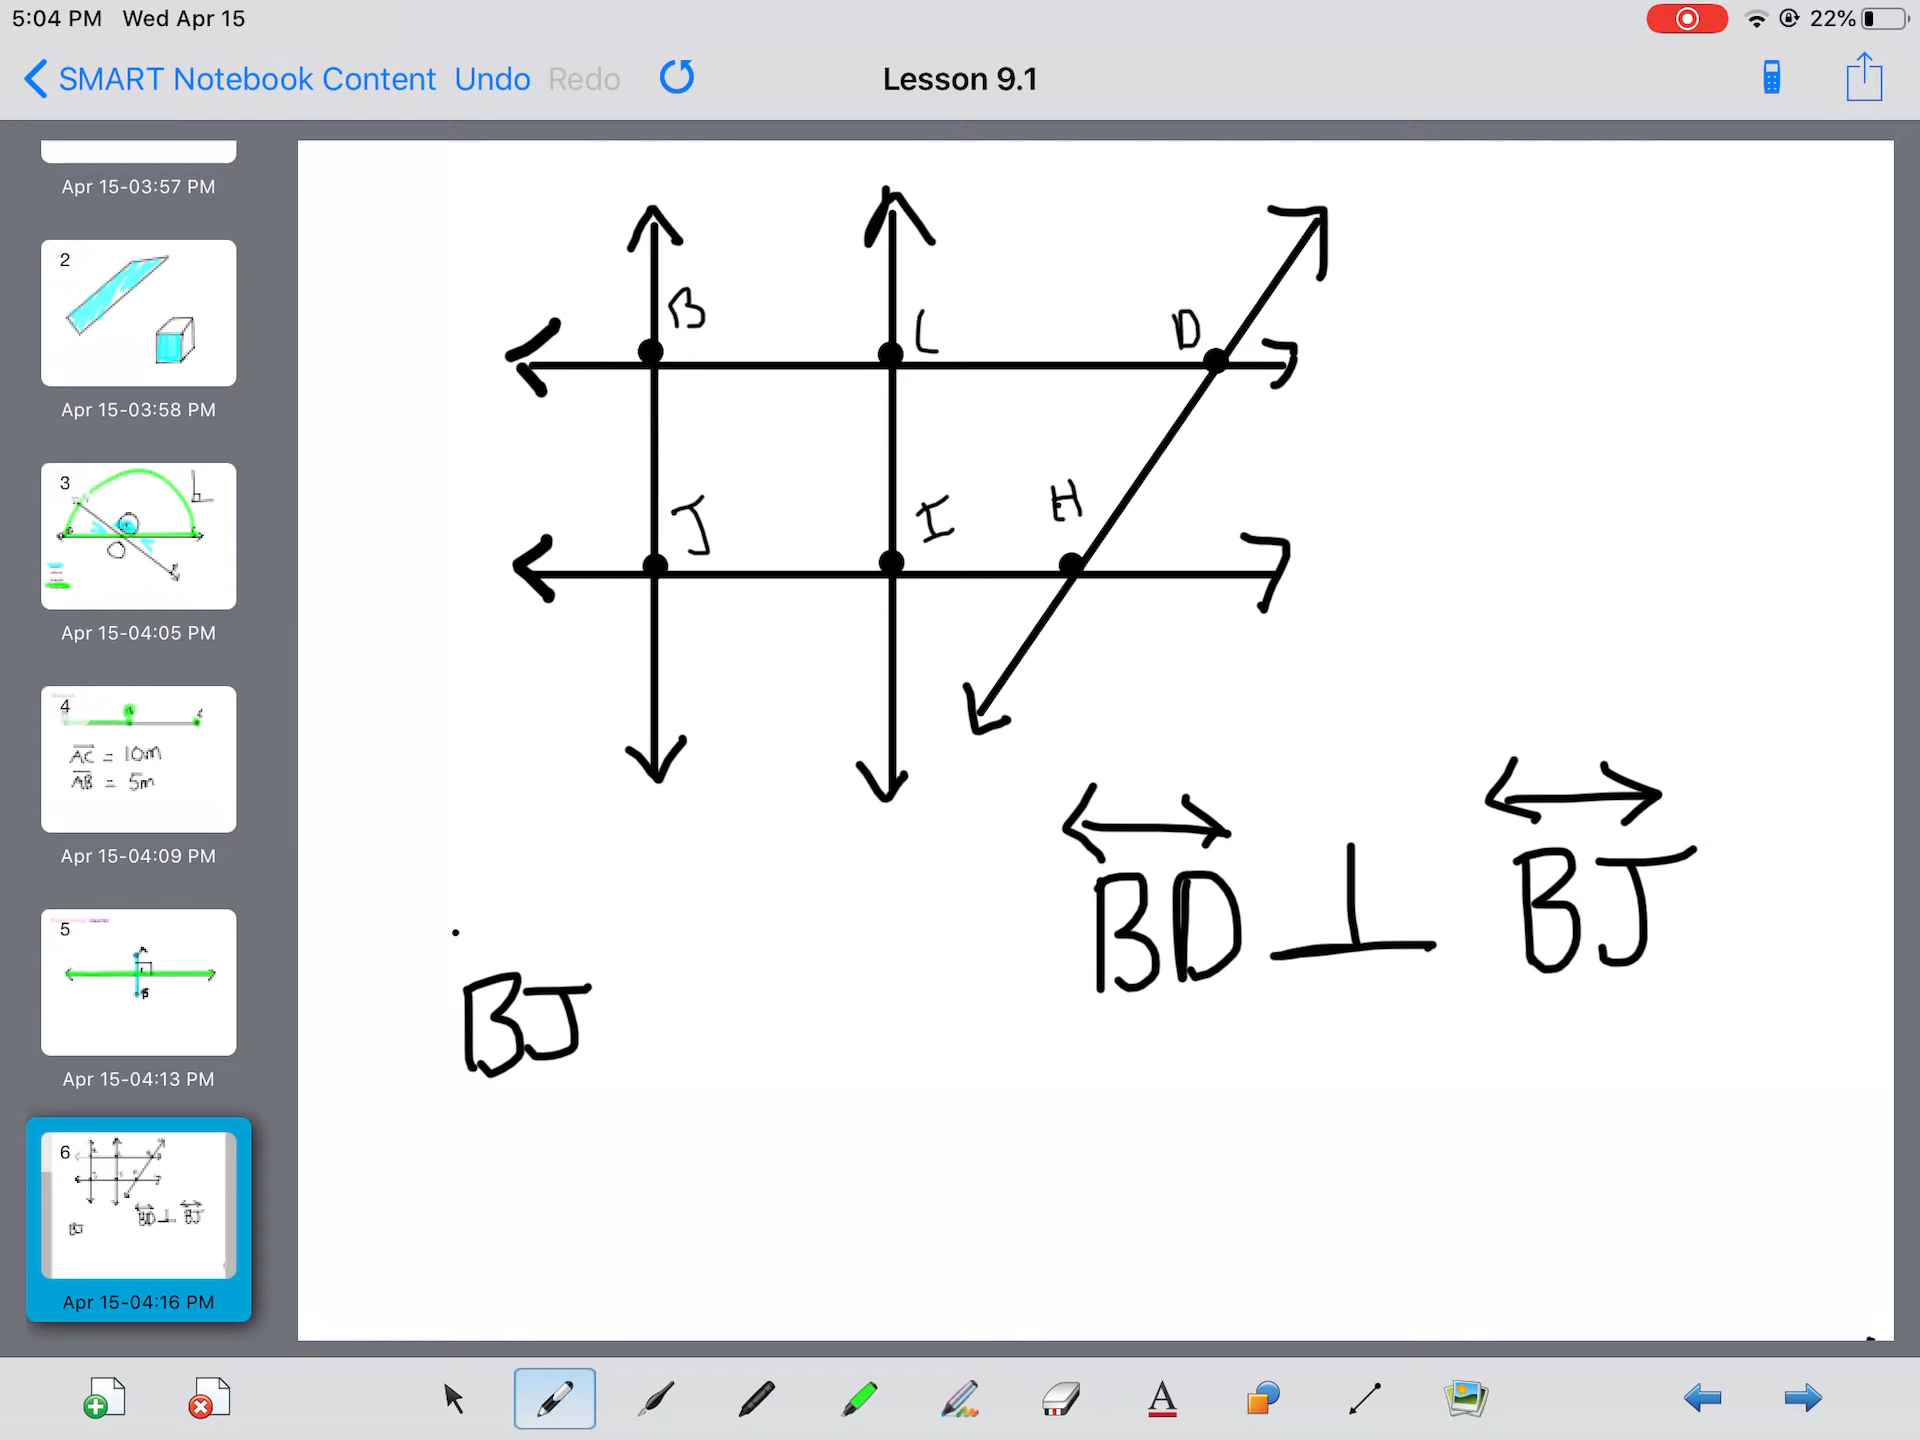 5:04 PM Wed Apr 15
22%
SMART Notebook Content Undo Redo
Lesson 9.1
Apr 15-03:57 PM
2
Apr 15-03:58 PM
3
Apr 15-04:05 PM
4
AC = 10m
AB = 5m
Apr 15-04:09 PM
5
Apr 15-04:13 PM
6
BD ⊥ BJ
BJ
Apr 15-04:16 PM
B
C
D
J
I
H
BD ⊥ BJ
BJ
A